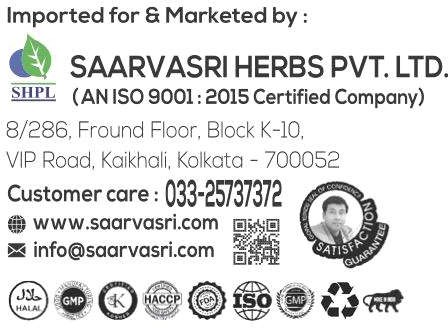 Imported for & Marketed by :
SHPL
SAARVASRI HERBS PVT. LTD.
(AN ISO 9001 : 2015 Certified Company)
8/286, Fround Floor, Block K-10,
VIP Road, Kaikhali, Kolkata - 700052
Customer care : 033-25737372
www.saarvasri.com
info@saarvasri.com
SEAL OF CONFIDENCE
SATISFACTION
GUARANTEE
حلال
HALAL
GMP
K
KOSHER
HACCP
FDA
ISO
GMP
MAKE IN INDIA